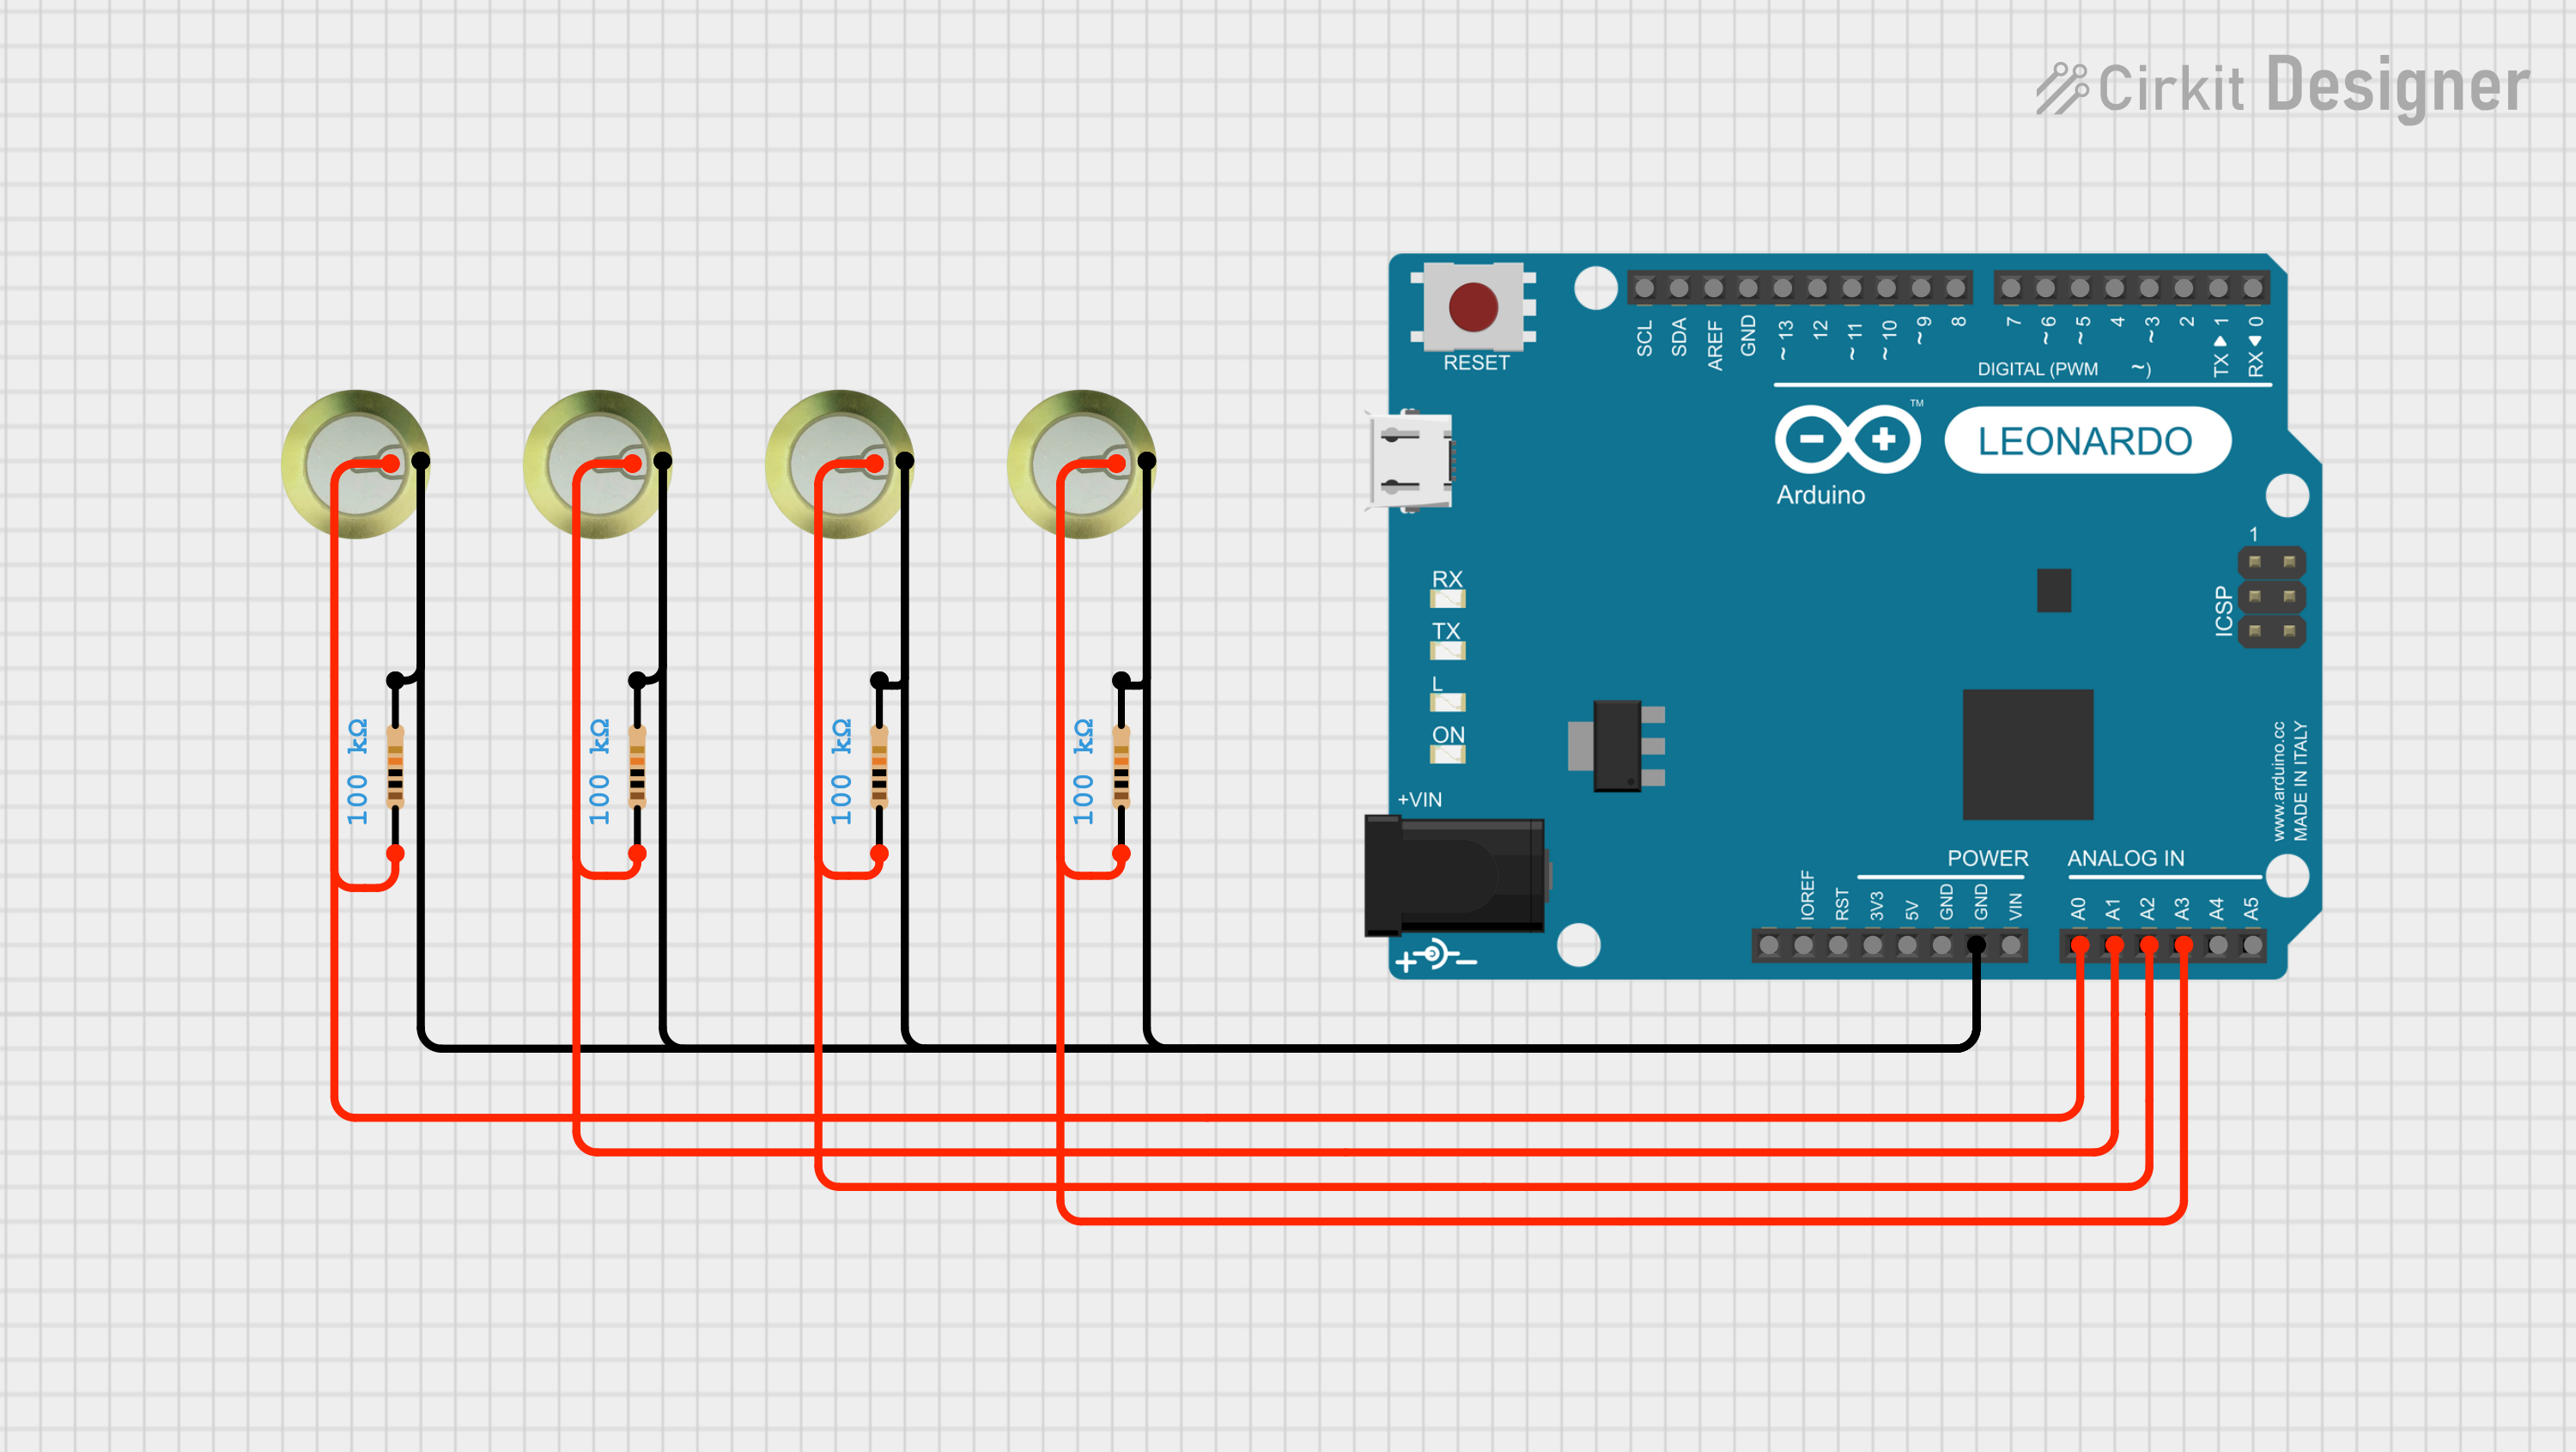 Cirkit Designer
RESET
SCL
SDA
AREF
GND
~ 13
12
~ 11
~ 10
~ 9
8
7
~ 6
~ 5
4
~ 3
2
TX ▶ 1
RX ◀ 0
DIGITAL (PWM ~)
TM
LEONARDO
Arduino
1
ICSP
RX
TX
L
ON
100 kΩ
100 kΩ
100 kΩ
100 kΩ
+VIN
www.arduino.cc
MADE IN ITALY
POWER
ANALOG IN
IOREF
RST
3V3
5V
GND
GND
VIN
A0
A1
A2
A3
A4
A5